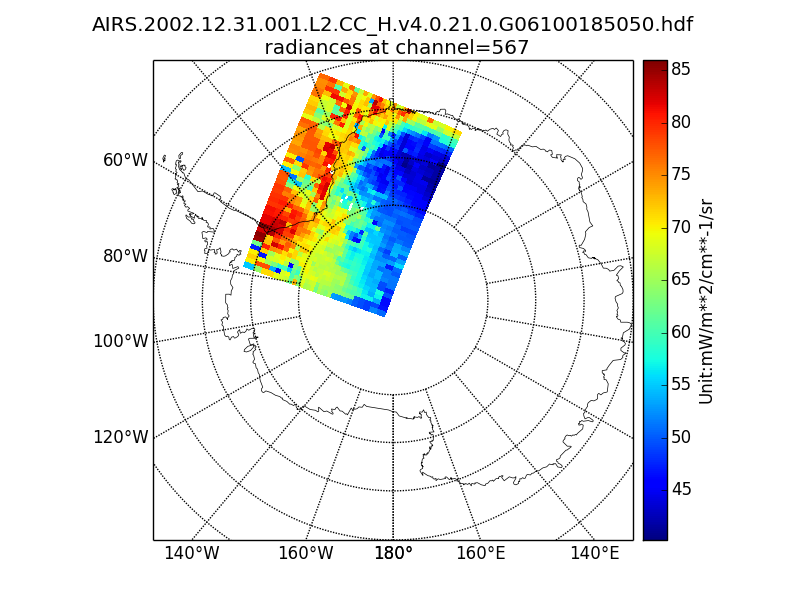 AIRS.2002.12.31.001.L2.CC_H.v4.0.21.0.G06100185050.hdf
radiances at channel=567
60°W
80°W
100°W
120°W
140°W
160°W
180°
160°E
140°E
85
80
75
70
65
60
55
50
45
Unit:mW/m**2/cm**-1/sr